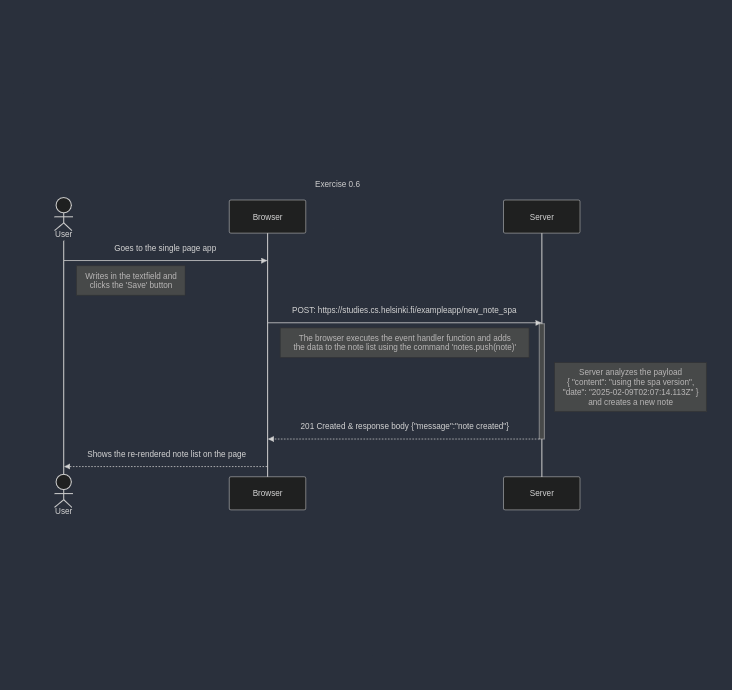 Exercise 0.6
User
Browser
Server
Goes to the single page app
Writes in the textfield and
clicks the 'Save' button
POST: https://studies.cs.helsinki.fi/exampleapp/new_note_spa
The browser executes the event handler function and adds
the data to the note list using the command 'notes.push(note)'
Server analyzes the payload
{ "content": "using the spa version",
"date": "2025-02-09T02:07:14.113Z" }
and creates a new note
201 Created & response body {"message":"note created"}
Shows the re-rendered note list on the page
User
Browser
Server